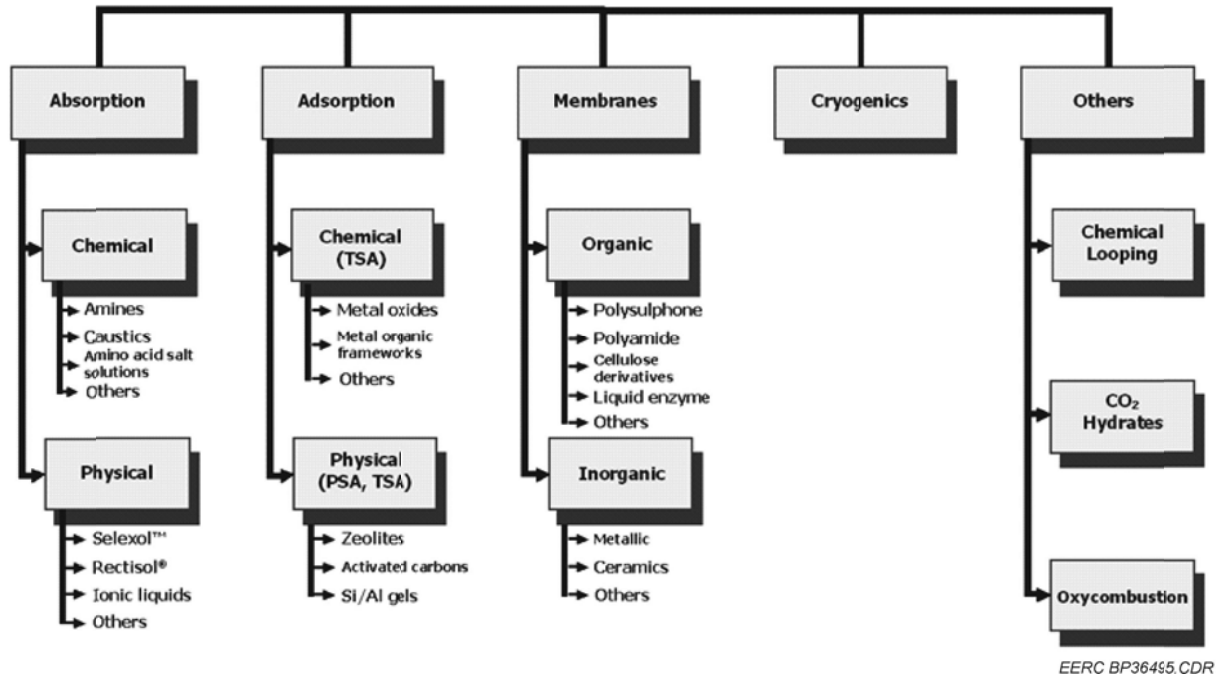 Absorption
Adsorption
Membranes
Cryogenics
Others
Chemical
Amines
Caustics
Amino acid salt
solutions
Others
Physical
Selexol™
Rectisol®
Ionic liquids
Others
Chemical
(TSA)
Metal oxides
Metal organic
frameworks
Others
Physical
(PSA, TSA)
Zeolites
Activated carbons
Si/Al gels
Organic
Polysulphone
Polyamide
Cellulose
derivatives
Liquid enzyme
Others
Inorganic
Metallic
Ceramics
Others
Chemical
Looping
CO₂
Hydrates
Oxycombustion
EERC BP36495.CDR